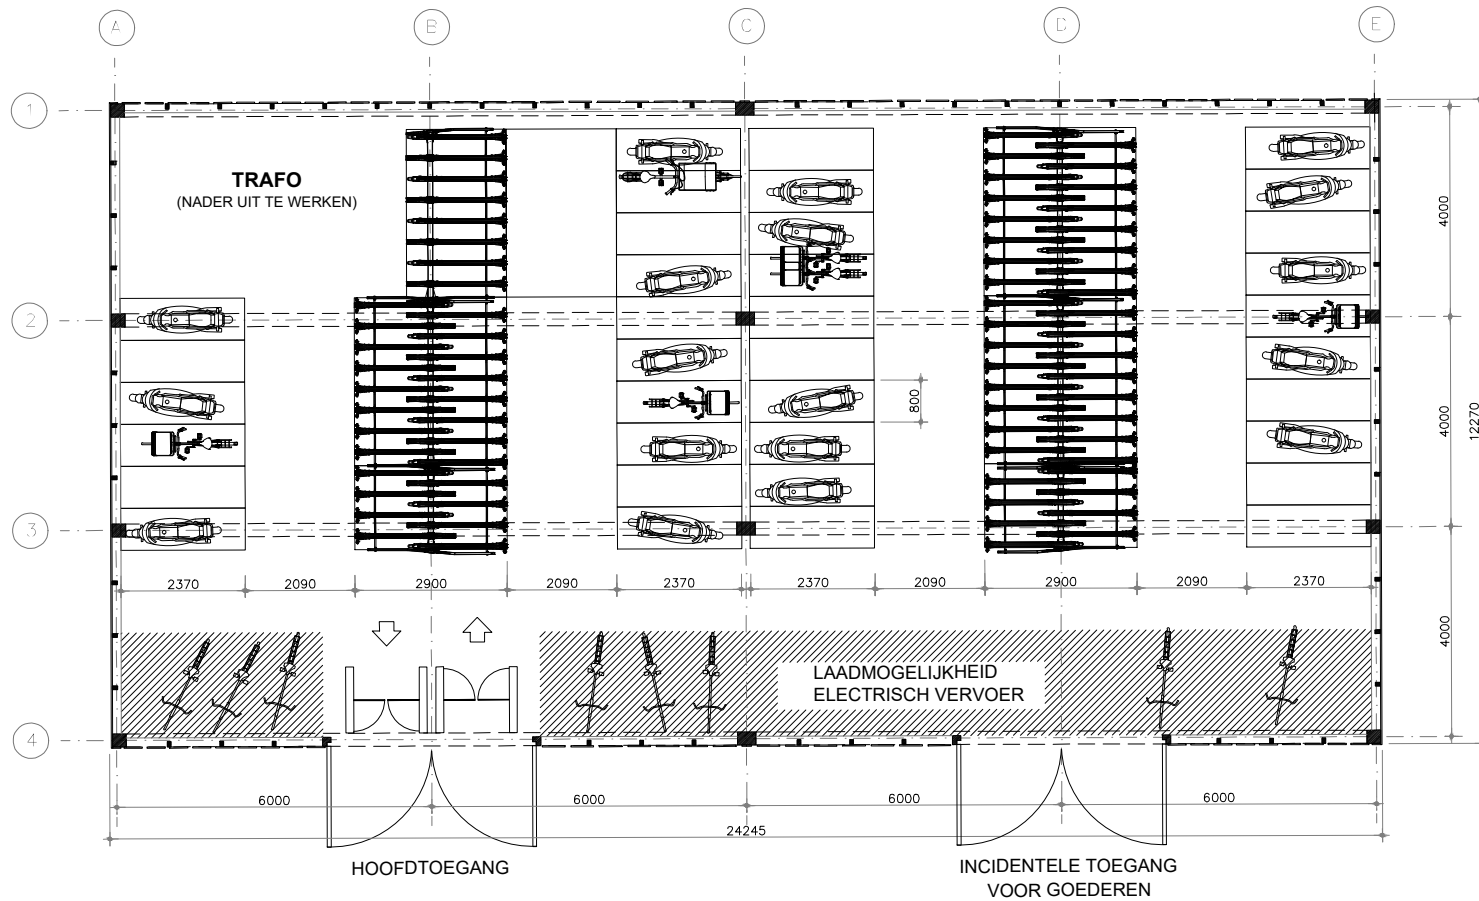 A
B
C
D
E
1
TRAFO
(NADER UIT TE WERKEN)
4000
2
800
4000
12270
3
2370
2090
2900
2090
2370
2370
2090
2900
2090
2370
4000
LAADMOGELIJKHEID
ELECTRISCH VERVOER
4
6000
6000
6000
6000
24245
HOOFDTOEGANG
INCIDENTELE TOEGANG
VOOR GOEDEREN